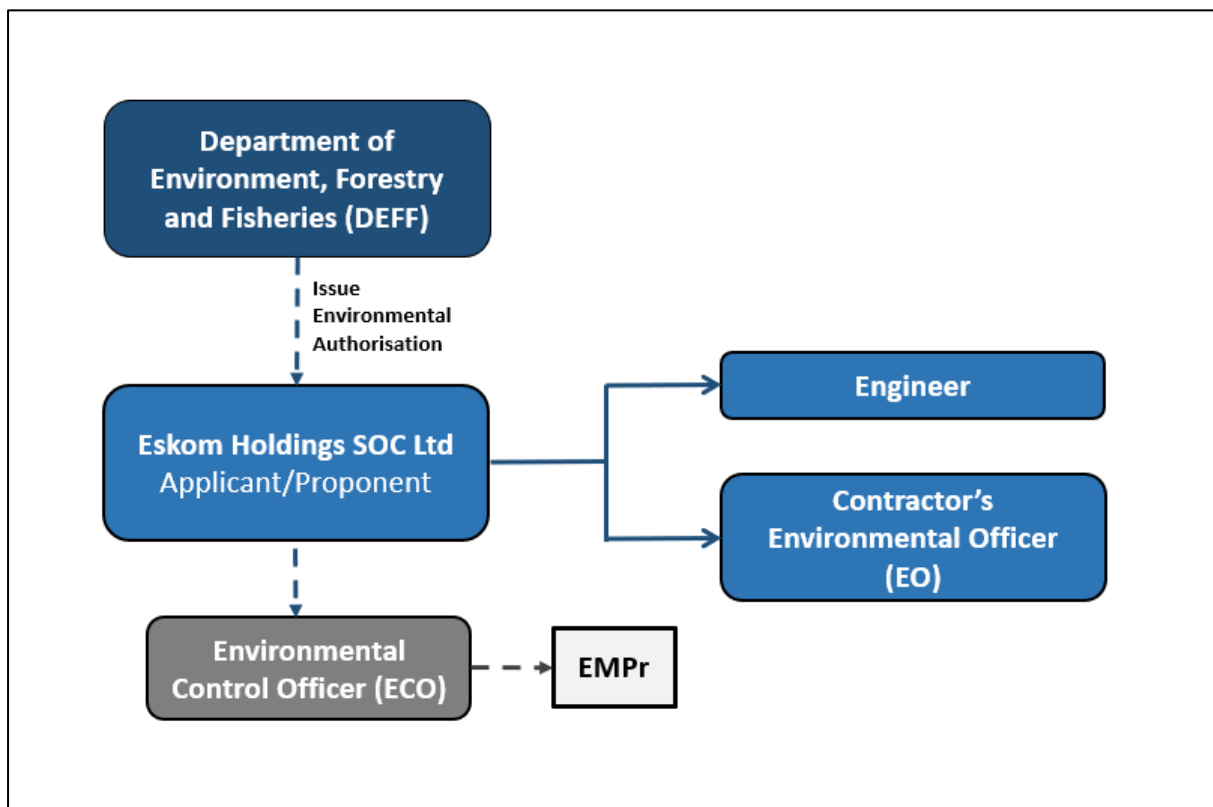 Department of
Environment, Forestry
and Fisheries (DEFF)
Issue
Environmental
Authorisation
Eskom Holdings SOC Ltd
Applicant/Proponent
Engineer
Contractor’s
Environmental Officer
(EO)
Environmental
Control Officer (ECO)
EMPr